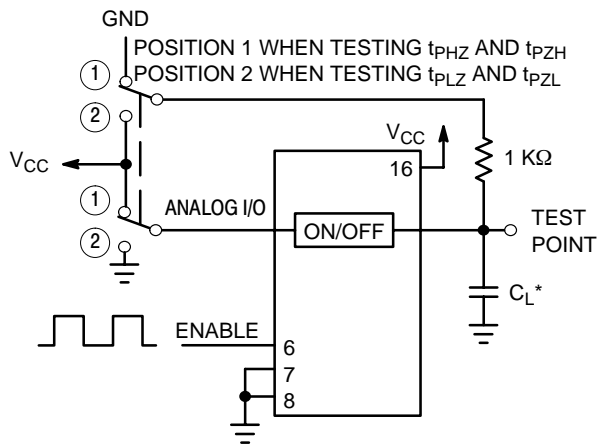 GND
POSITION 1 WHEN TESTING tPHZ AND tPZH
POSITION 2 WHEN TESTING tPLZ AND tPZL
1
2
VCC
1
2
ANALOG I/O
ON/OFF
VCC
16
1 KΩ
TEST
POINT
CL*
ENABLE
6
7
8